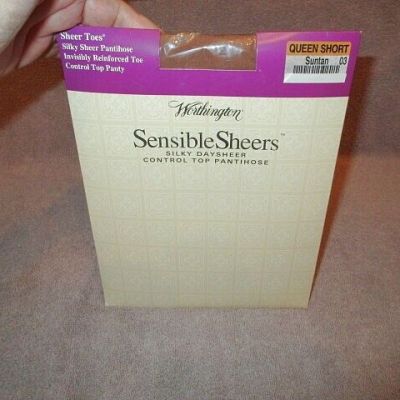 Sheer Toes®
Silky Sheer Pantihose
Invisibly Reinforced Toe
Control Top Panty
QUEEN SHORT
Suntan 03
Worthington®
SensibleSheers™
SILKY DAYSHEER
CONTROL TOP PANTIHOSE